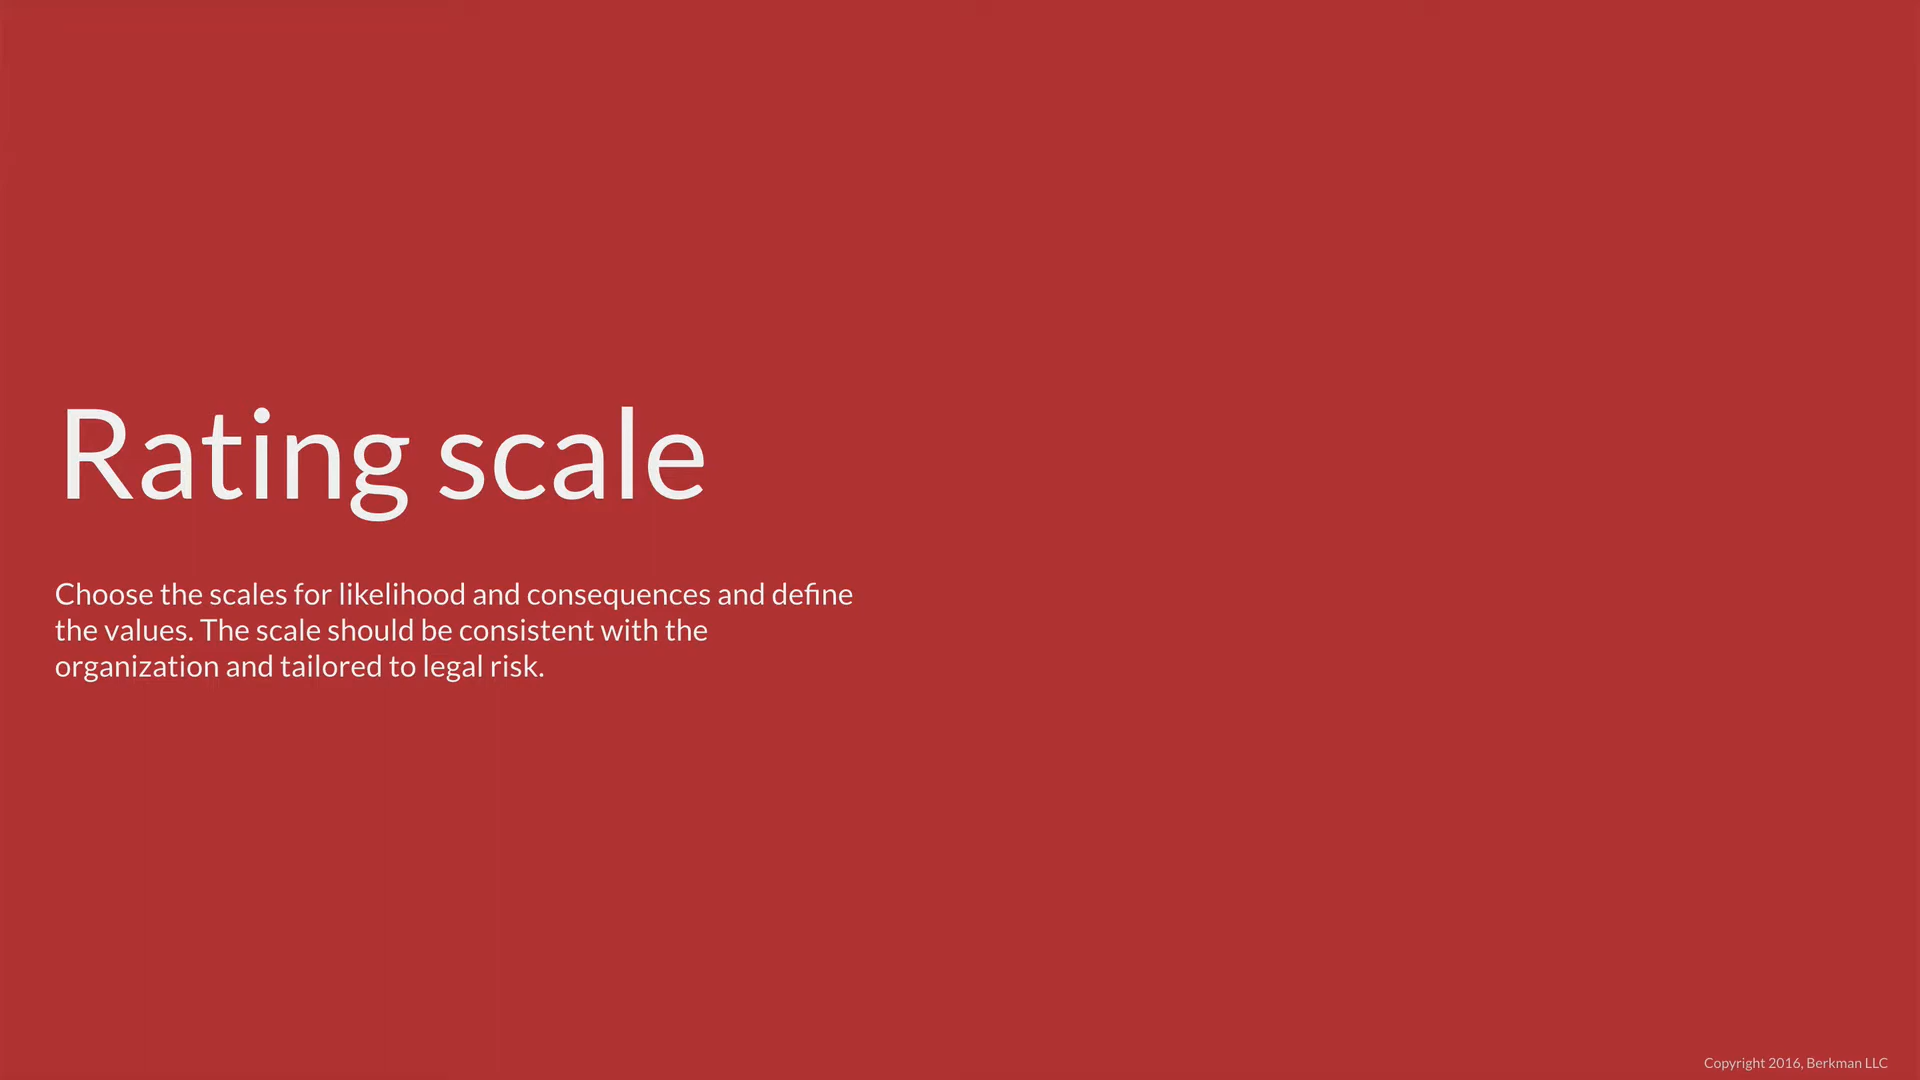 Rating scale
Choose the scales for likelihood and consequences and define
the values. The scale should be consistent with the
organization and tailored to legal risk.
Copyright 2016, Berkman LLC